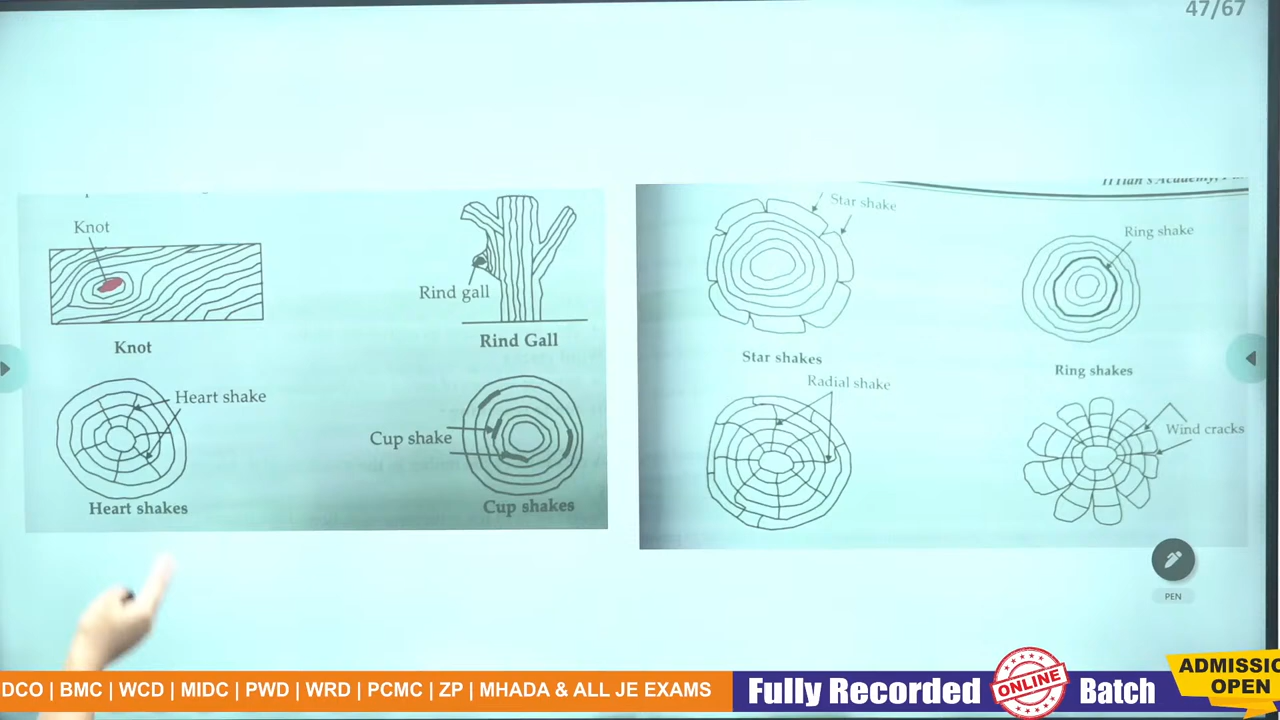 47/67
Knot
Knot
Rind gall
Rind Gall
Heart shake
Heart shakes
Cup shake
Cup shakes
Star shake
Star shakes
Ring shake
Ring shakes
Radial shake
Wind cracks
PEN
DCO | BMC | WCD | MIDC | PWD | WRD | PCMC | ZP | MHADA & ALL JE EXAMS
Fully Recorded ONLINE Batch
ADMISSIO
OPEN